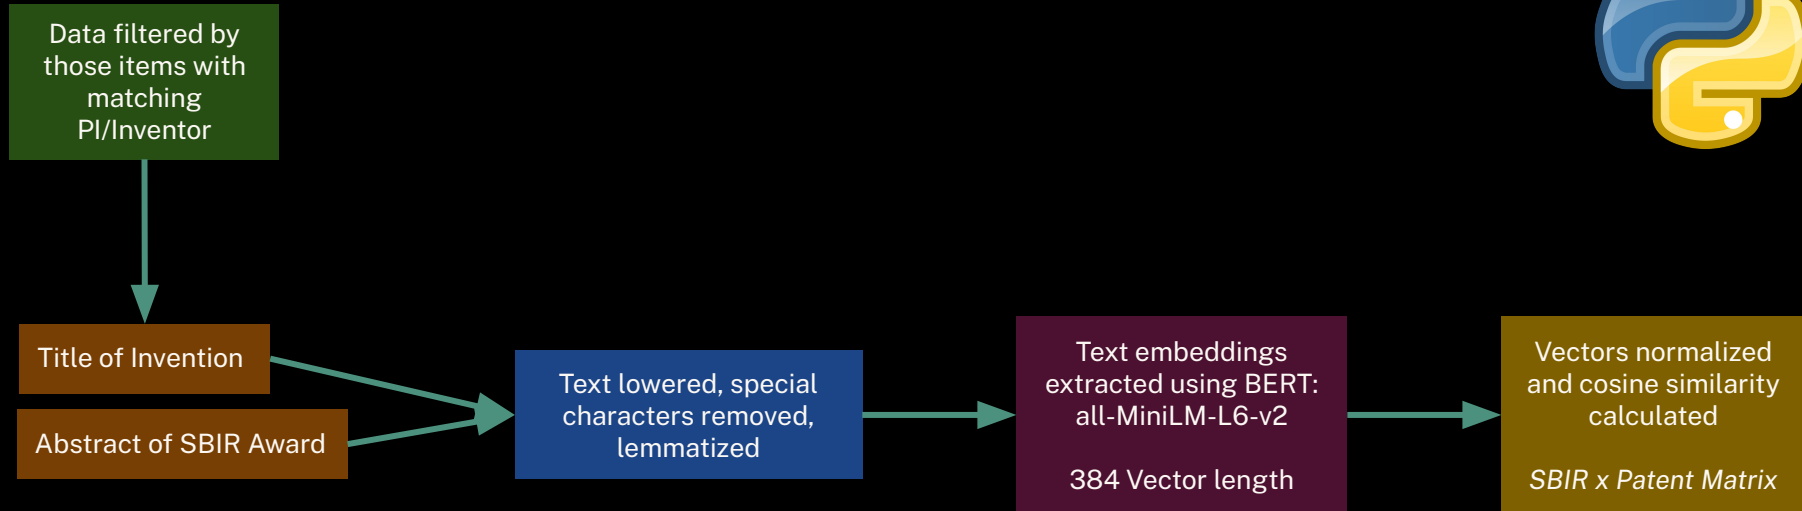 Data filtered by
those items with
matching
PI/Inventor
Title of Invention
Abstract of SBIR Award
Text lowered, special
characters removed,
lemmatized
Text embeddings
extracted using BERT:
all-MiniLM-L6-v2
384 Vector length
Vectors normalized
and cosine similarity
calculated
SBIR x Patent Matrix